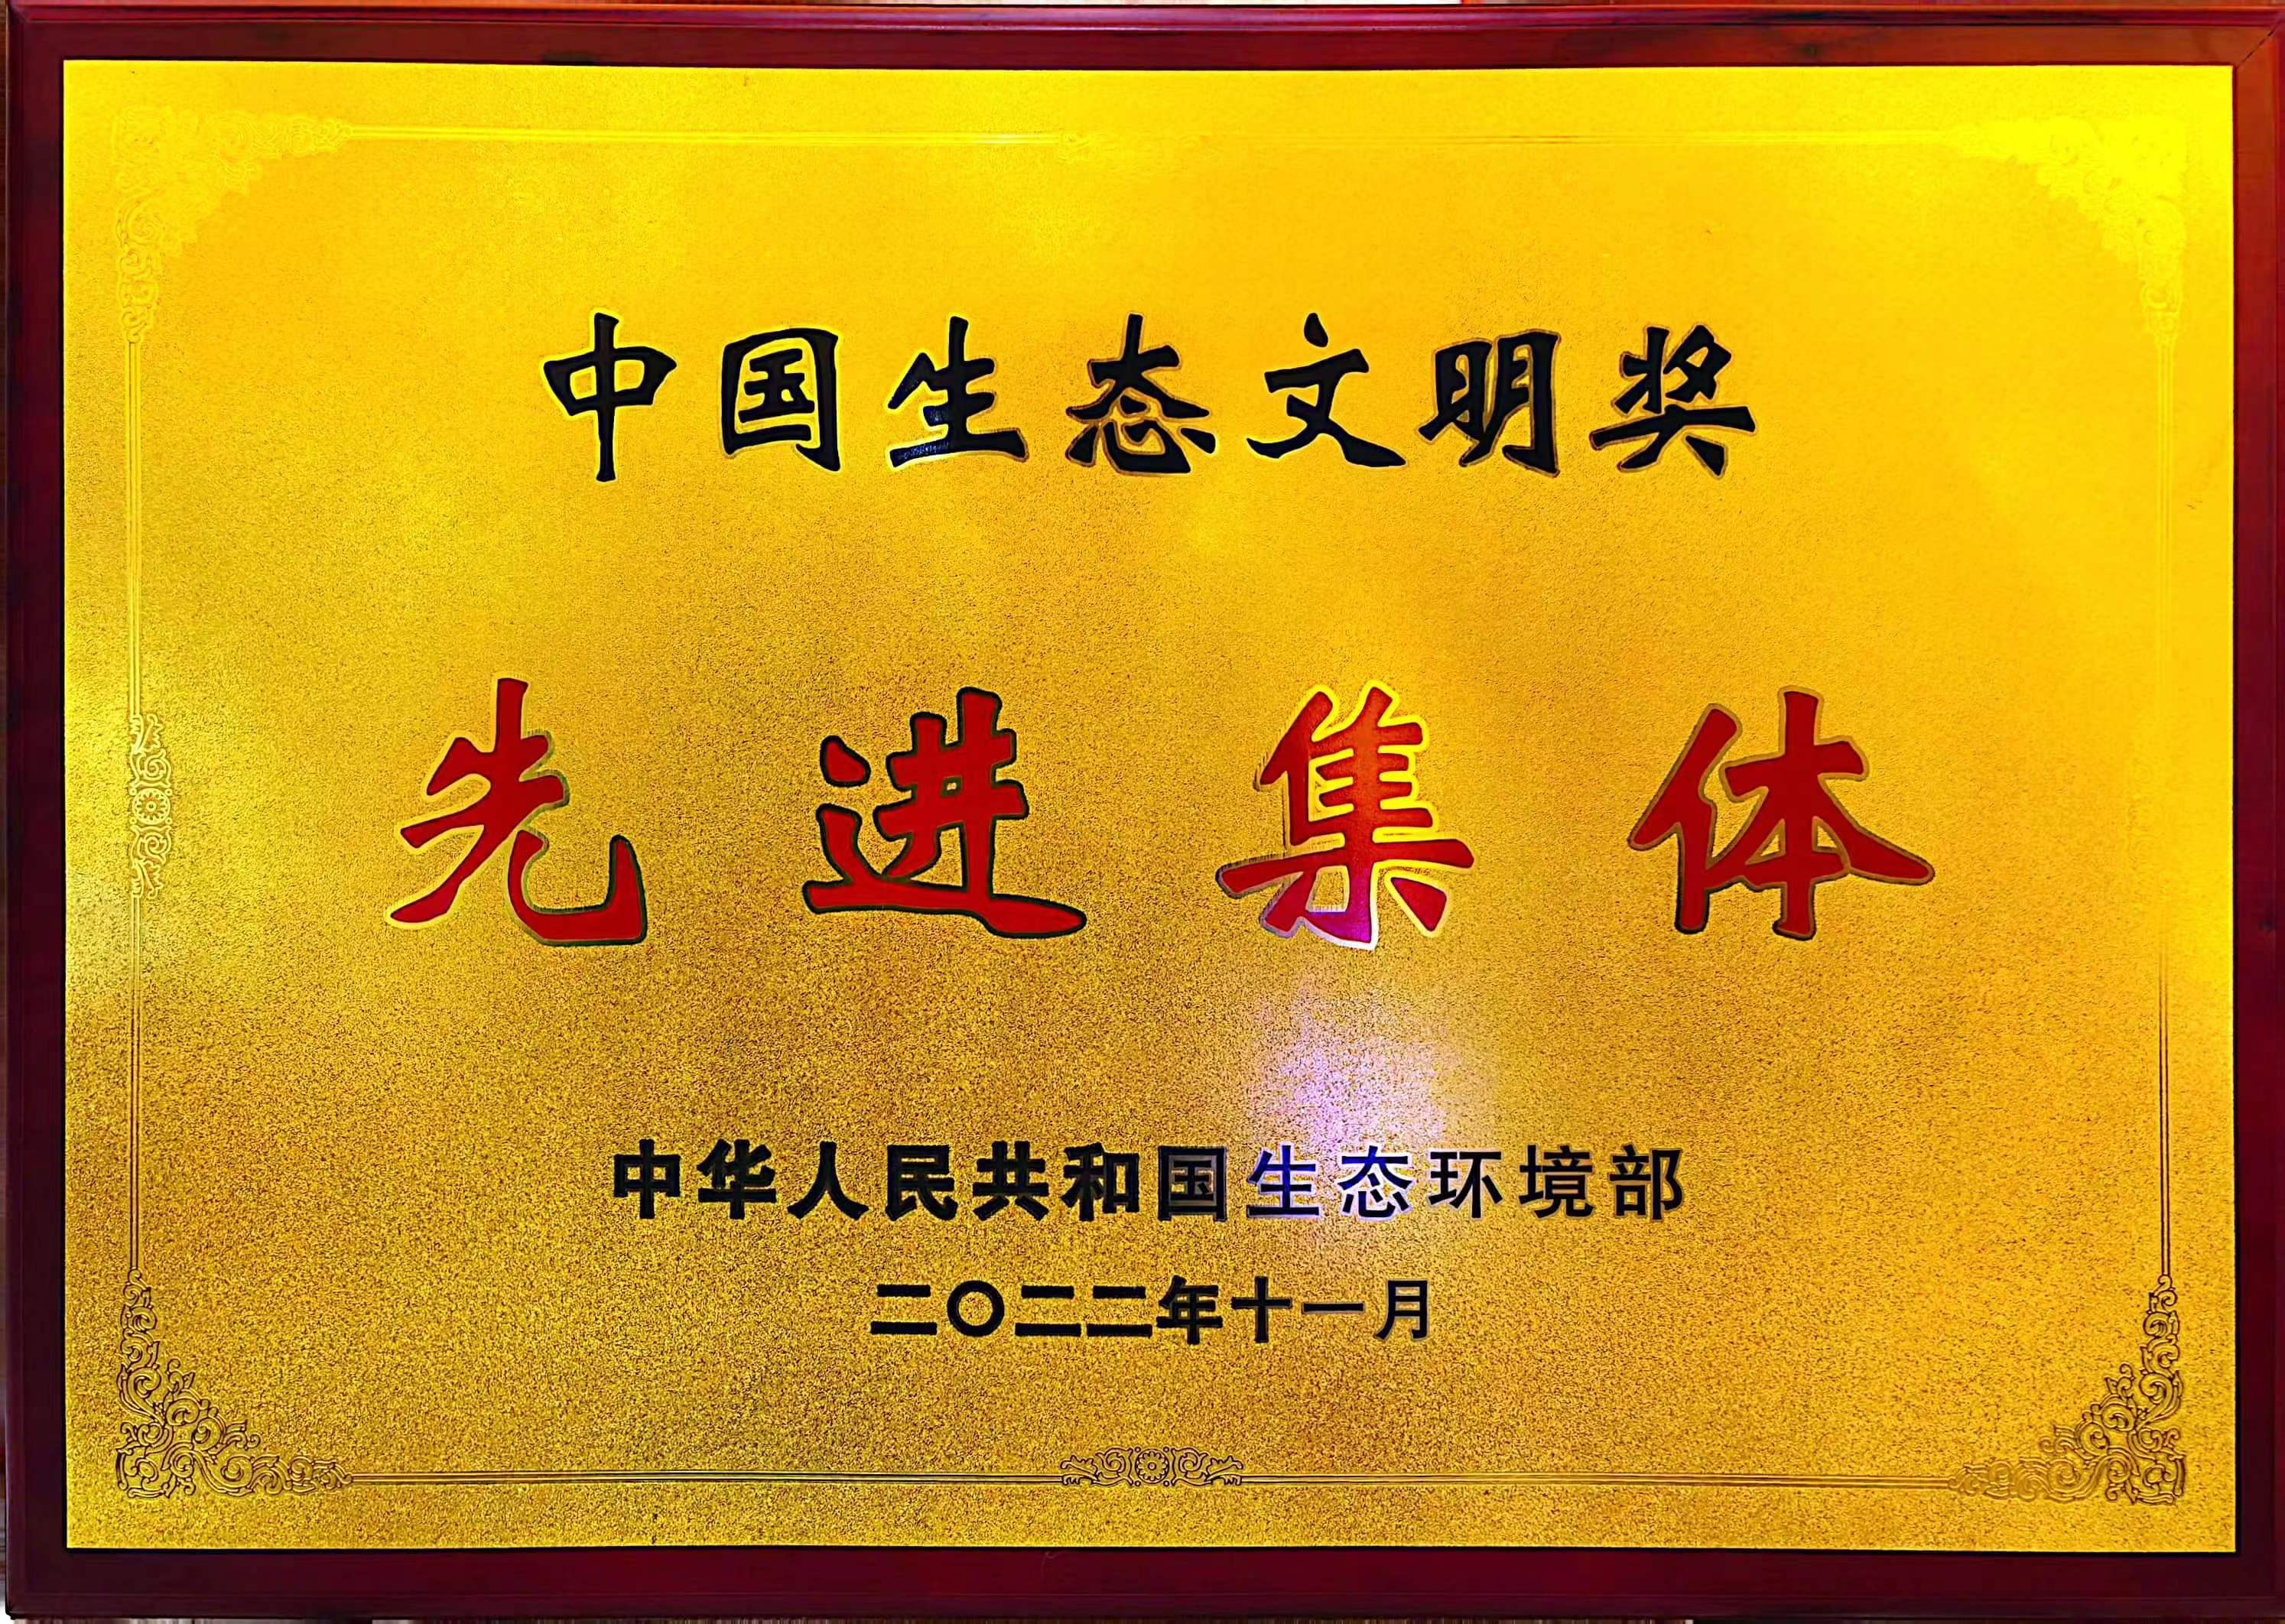 中国生态文明奖
先进集体
中华人民共和国生态环境部
二〇二二年十一月